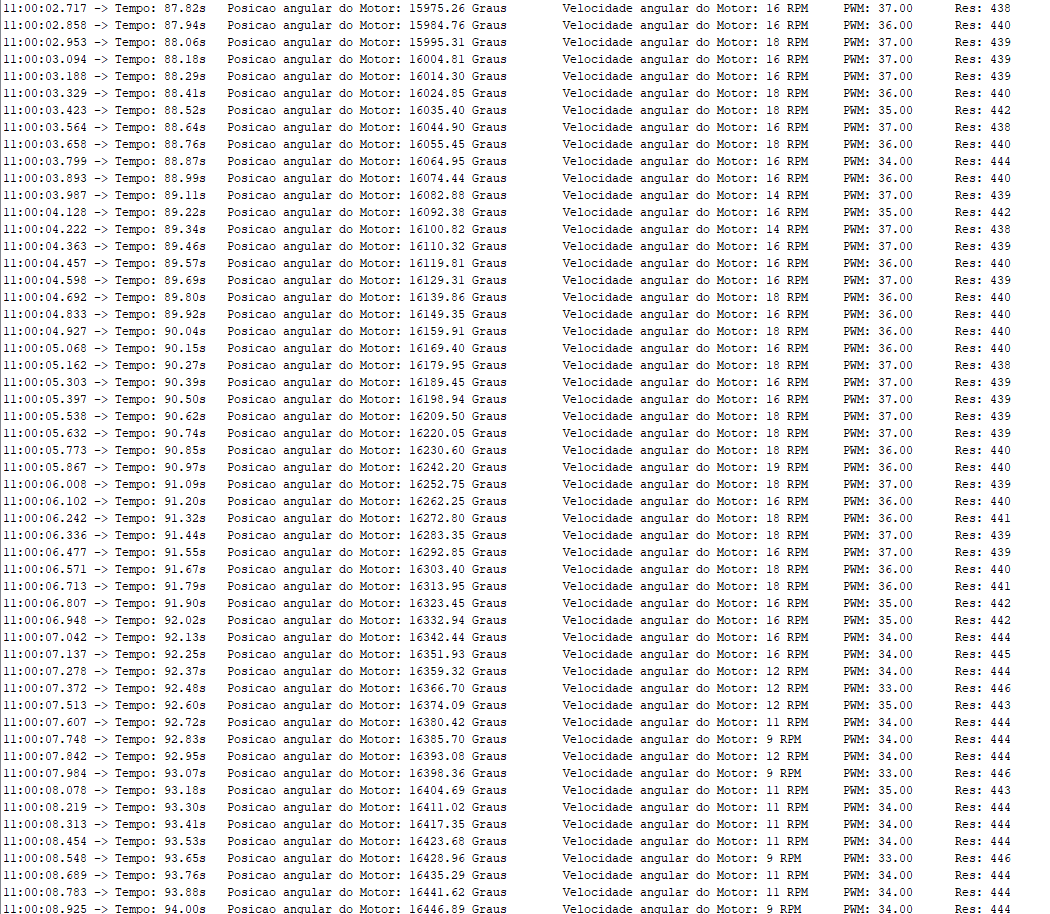 11:00:02.717 -> Tempo: 87.82s Posicao angular do Motor: 15975.26 Graus Velocidade angular do Motor: 16 RPM PWM: 37.00 Res: 438
11:00:02.858 -> Tempo: 87.94s Posicao angular do Motor: 15984.76 Graus Velocidade angular do Motor: 16 RPM PWM: 36.00 Res: 440
11:00:02.953 -> Tempo: 88.06s Posicao angular do Motor: 15995.31 Graus Velocidade angular do Motor: 18 RPM PWM: 37.00 Res: 439
11:00:03.094 -> Tempo: 88.18s Posicao angular do Motor: 16004.81 Graus Velocidade angular do Motor: 16 RPM PWM: 37.00 Res: 439
11:00:03.188 -> Tempo: 88.29s Posicao angular do Motor: 16014.30 Graus Velocidade angular do Motor: 16 RPM PWM: 37.00 Res: 439
11:00:03.329 -> Tempo: 88.41s Posicao angular do Motor: 16024.85 Graus Velocidade angular do Motor: 18 RPM PWM: 36.00 Res: 440
11:00:03.423 -> Tempo: 88.52s Posicao angular do Motor: 16035.40 Graus Velocidade angular do Motor: 18 RPM PWM: 35.00 Res: 442
11:00:03.564 -> Tempo: 88.64s Posicao angular do Motor: 16044.90 Graus Velocidade angular do Motor: 16 RPM PWM: 37.00 Res: 438
11:00:03.658 -> Tempo: 88.76s Posicao angular do Motor: 16055.45 Graus Velocidade angular do Motor: 18 RPM PWM: 36.00 Res: 440
11:00:03.799 -> Tempo: 88.87s Posicao angular do Motor: 16064.95 Graus Velocidade angular do Motor: 16 RPM PWM: 34.00 Res: 444
11:00:03.893 -> Tempo: 88.99s Posicao angular do Motor: 16074.44 Graus Velocidade angular do Motor: 16 RPM PWM: 36.00 Res: 440
11:00:03.987 -> Tempo: 89.11s Posicao angular do Motor: 16082.88 Graus Velocidade angular do Motor: 14 RPM PWM: 37.00 Res: 439
11:00:04.128 -> Tempo: 89.22s Posicao angular do Motor: 16092.38 Graus Velocidade angular do Motor: 16 RPM PWM: 35.00 Res: 442
11:00:04.222 -> Tempo: 89.34s Posicao angular do Motor: 16100.82 Graus Velocidade angular do Motor: 14 RPM PWM: 37.00 Res: 438
11:00:04.363 -> Tempo: 89.46s Posicao angular do Motor: 16110.32 Graus Velocidade angular do Motor: 16 RPM PWM: 37.00 Res: 439
11:00:04.457 -> Tempo: 89.57s Posicao angular do Motor: 16119.81 Graus Velocidade angular do Motor: 16 RPM PWM: 36.00 Res: 440
11:00:04.598 -> Tempo: 89.69s Posicao angular do Motor: 16129.31 Graus Velocidade angular do Motor: 16 RPM PWM: 37.00 Res: 439
11:00:04.692 -> Tempo: 89.80s Posicao angular do Motor: 16139.86 Graus Velocidade angular do Motor: 18 RPM PWM: 36.00 Res: 440
11:00:04.833 -> Tempo: 89.92s Posicao angular do Motor: 16149.35 Graus Velocidade angular do Motor: 16 RPM PWM: 36.00 Res: 440
11:00:04.927 -> Tempo: 90.04s Posicao angular do Motor: 16159.91 Graus Velocidade angular do Motor: 18 RPM PWM: 36.00 Res: 440
11:00:05.068 -> Tempo: 90.15s Posicao angular do Motor: 16169.40 Graus Velocidade angular do Motor: 16 RPM PWM: 36.00 Res: 440
11:00:05.162 -> Tempo: 90.27s Posicao angular do Motor: 16179.95 Graus Velocidade angular do Motor: 18 RPM PWM: 37.00 Res: 438
11:00:05.303 -> Tempo: 90.39s Posicao angular do Motor: 16189.45 Graus Velocidade angular do Motor: 16 RPM PWM: 37.00 Res: 439
11:00:05.397 -> Tempo: 90.50s Posicao angular do Motor: 16198.94 Graus Velocidade angular do Motor: 16 RPM PWM: 37.00 Res: 439
11:00:05.538 -> Tempo: 90.62s Posicao angular do Motor: 16209.50 Graus Velocidade angular do Motor: 18 RPM PWM: 37.00 Res: 439
11:00:05.632 -> Tempo: 90.74s Posicao angular do Motor: 16220.05 Graus Velocidade angular do Motor: 18 RPM PWM: 37.00 Res: 439
11:00:05.773 -> Tempo: 90.85s Posicao angular do Motor: 16230.60 Graus Velocidade angular do Motor: 18 RPM PWM: 36.00 Res: 440
11:00:05.867 -> Tempo: 90.97s Posicao angular do Motor: 16242.20 Graus Velocidade angular do Motor: 19 RPM PWM: 36.00 Res: 440
11:00:06.008 -> Tempo: 91.09s Posicao angular do Motor: 16252.75 Graus Velocidade angular do Motor: 18 RPM PWM: 37.00 Res: 439
11:00:06.102 -> Tempo: 91.20s Posicao angular do Motor: 16262.25 Graus Velocidade angular do Motor: 16 RPM PWM: 36.00 Res: 440
11:00:06.242 -> Tempo: 91.32s Posicao angular do Motor: 16272.80 Graus Velocidade angular do Motor: 18 RPM PWM: 36.00 Res: 441
11:00:06.336 -> Tempo: 91.44s Posicao angular do Motor: 16283.35 Graus Velocidade angular do Motor: 18 RPM PWM: 37.00 Res: 439
11:00:06.477 -> Tempo: 91.55s Posicao angular do Motor: 16292.85 Graus Velocidade angular do Motor: 16 RPM PWM: 37.00 Res: 439
11:00:06.571 -> Tempo: 91.67s Posicao angular do Motor: 16303.40 Graus Velocidade angular do Motor: 18 RPM PWM: 36.00 Res: 440
11:00:06.713 -> Tempo: 91.79s Posicao angular do Motor: 16313.95 Graus Velocidade angular do Motor: 18 RPM PWM: 36.00 Res: 441
11:00:06.807 -> Tempo: 91.90s Posicao angular do Motor: 16323.45 Graus Velocidade angular do Motor: 16 RPM PWM: 35.00 Res: 442
11:00:06.948 -> Tempo: 92.02s Posicao angular do Motor: 16332.94 Graus Velocidade angular do Motor: 16 RPM PWM: 35.00 Res: 442
11:00:07.042 -> Tempo: 92.13s Posicao angular do Motor: 16342.44 Graus Velocidade angular do Motor: 16 RPM PWM: 34.00 Res: 444
11:00:07.137 -> Tempo: 92.25s Posicao angular do Motor: 16351.93 Graus Velocidade angular do Motor: 16 RPM PWM: 34.00 Res: 445
11:00:07.278 -> Tempo: 92.37s Posicao angular do Motor: 16359.32 Graus Velocidade angular do Motor: 12 RPM PWM: 34.00 Res: 444
11:00:07.372 -> Tempo: 92.48s Posicao angular do Motor: 16366.70 Graus Velocidade angular do Motor: 12 RPM PWM: 33.00 Res: 446
11:00:07.513 -> Tempo: 92.60s Posicao angular do Motor: 16374.09 Graus Velocidade angular do Motor: 12 RPM PWM: 35.00 Res: 443
11:00:07.607 -> Tempo: 92.72s Posicao angular do Motor: 16380.42 Graus Velocidade angular do Motor: 11 RPM PWM: 34.00 Res: 444
11:00:07.748 -> Tempo: 92.83s Posicao angular do Motor: 16385.70 Graus Velocidade angular do Motor: 9 RPM PWM: 34.00 Res: 444
11:00:07.842 -> Tempo: 92.95s Posicao angular do Motor: 16393.08 Graus Velocidade angular do Motor: 12 RPM PWM: 34.00 Res: 444
11:00:07.984 -> Tempo: 93.07s Posicao angular do Motor: 16398.36 Graus Velocidade angular do Motor: 9 RPM PWM: 33.00 Res: 446
11:00:08.078 -> Tempo: 93.18s Posicao angular do Motor: 16404.69 Graus Velocidade angular do Motor: 11 RPM PWM: 35.00 Res: 443
11:00:08.219 -> Tempo: 93.30s Posicao angular do Motor: 16411.02 Graus Velocidade angular do Motor: 11 RPM PWM: 34.00 Res: 444
11:00:08.313 -> Tempo: 93.41s Posicao angular do Motor: 16417.35 Graus Velocidade angular do Motor: 11 RPM PWM: 34.00 Res: 444
11:00:08.454 -> Tempo: 93.53s Posicao angular do Motor: 16423.68 Graus Velocidade angular do Motor: 11 RPM PWM: 34.00 Res: 444
11:00:08.548 -> Tempo: 93.65s Posicao angular do Motor: 16428.96 Graus Velocidade angular do Motor: 9 RPM PWM: 33.00 Res: 446
11:00:08.689 -> Tempo: 93.76s Posicao angular do Motor: 16435.29 Graus Velocidade angular do Motor: 11 RPM PWM: 34.00 Res: 444
11:00:08.783 -> Tempo: 93.88s Posicao angular do Motor: 16441.62 Graus Velocidade angular do Motor: 11 RPM PWM: 34.00 Res: 444
11:00:08.925 -> Tempo: 94.00s Posicao angular do Motor: 16446.89 Graus Velocidade angular do Motor: 9 RPM PWM: 34.00 Res: 444